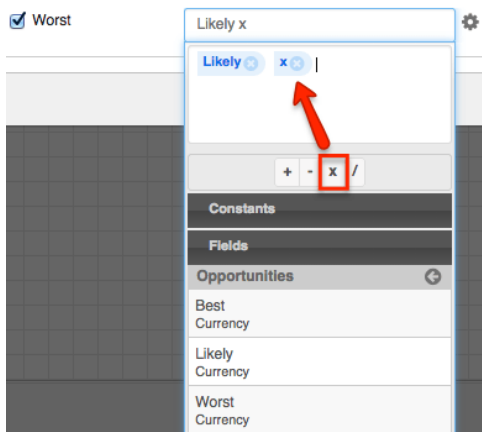 Worst
Likely x
Likely x
+ - x /
Constants
Fields
Opportunities
Best
Currency
Likely
Currency
Worst
Currency